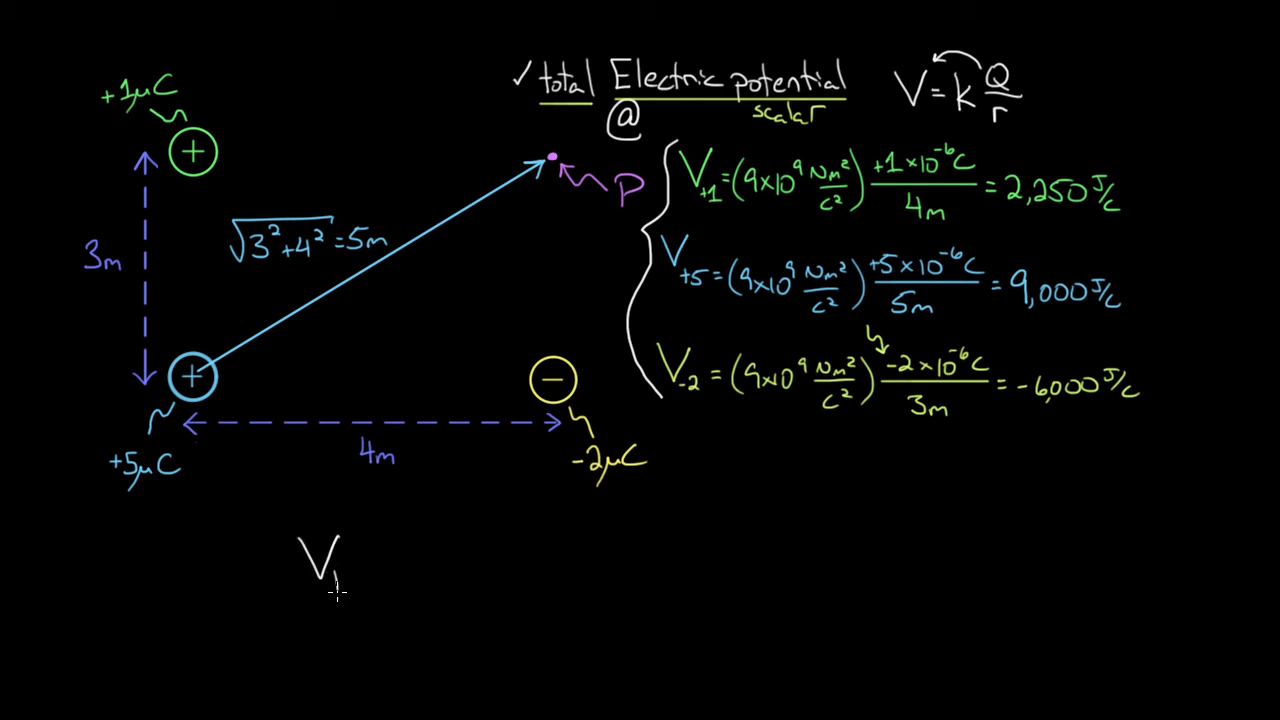 ✓ total Electric potential
@
scalar
V = k Q/r
+1μC
+
3m
√3²+4² = 5m
P
V₊₁ = (9×10⁹ Nm²/C²) +1×10⁻⁶C/4m = 2,250 J/C
V₊₅ = (9×10⁹ Nm²/C²) +5×10⁻⁶C/5m = 9,000 J/C
V₋₂ = (9×10⁹ Nm²/C²) -2×10⁻⁶C/3m = -6,000 J/C
+
−
+5μC
4m
-2μC
V